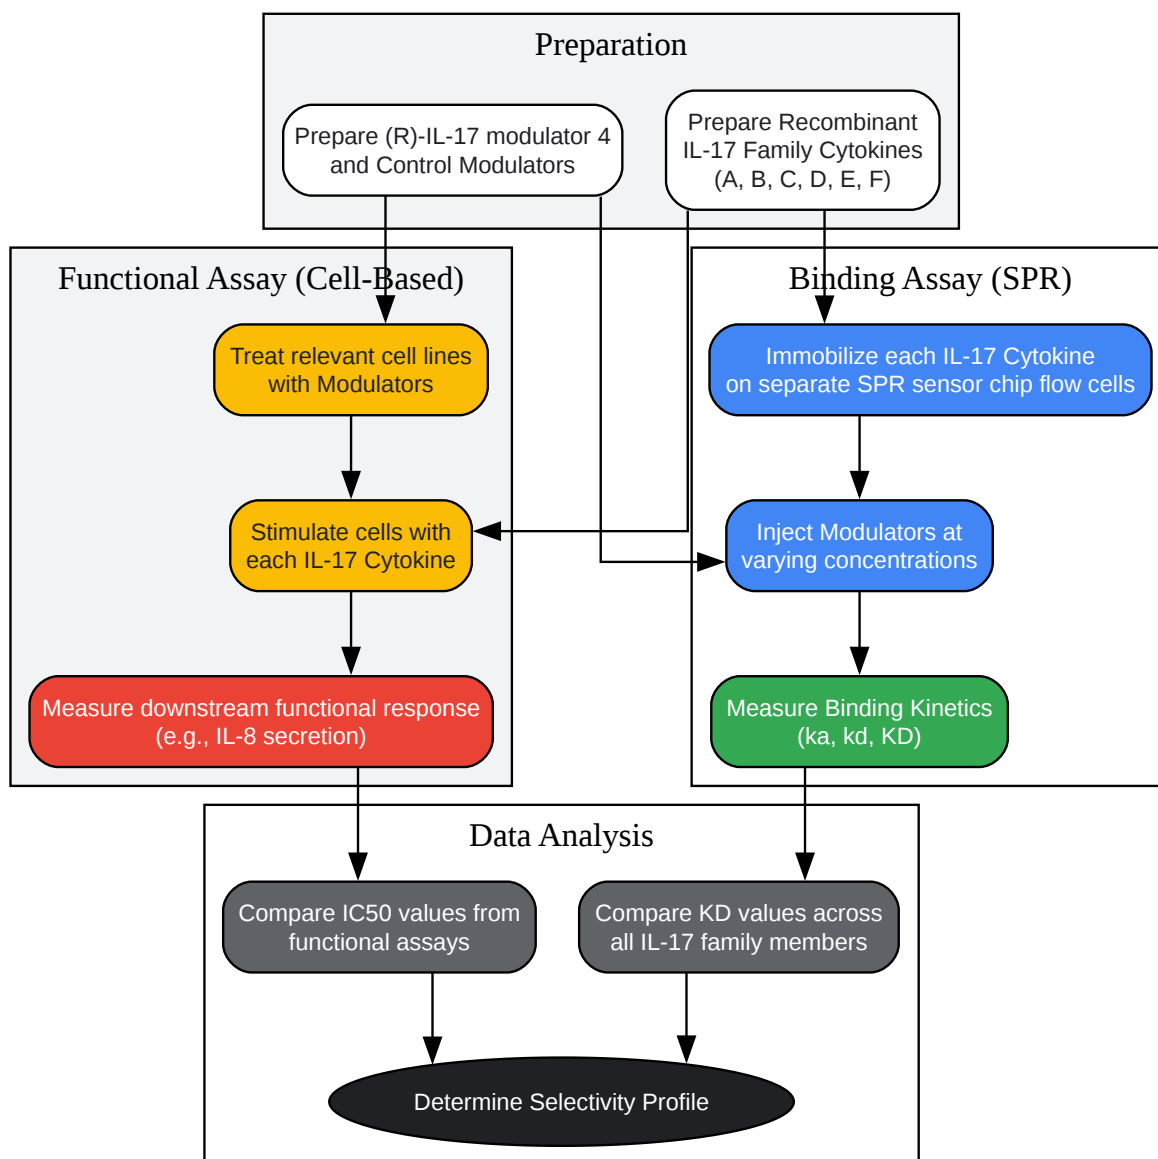 Preparation
Prepare (R)-IL-17 modulator 4
and Control Modulators
Prepare Recombinant
IL-17 Family Cytokines
(A, B, C, D, E, F)
Functional Assay (Cell-Based)
Treat relevant cell lines
with Modulators
Stimulate cells with
each IL-17 Cytokine
Measure downstream functional response
(e.g., IL-8 secretion)
Binding Assay (SPR)
Immobilize each IL-17 Cytokine
on separate SPR sensor chip flow cells
Inject Modulators at
varying concentrations
Measure Binding Kinetics
(ka, kd, KD)
Data Analysis
Compare IC50 values from
functional assays
Compare KD values across
all IL-17 family members
Determine Selectivity Profile